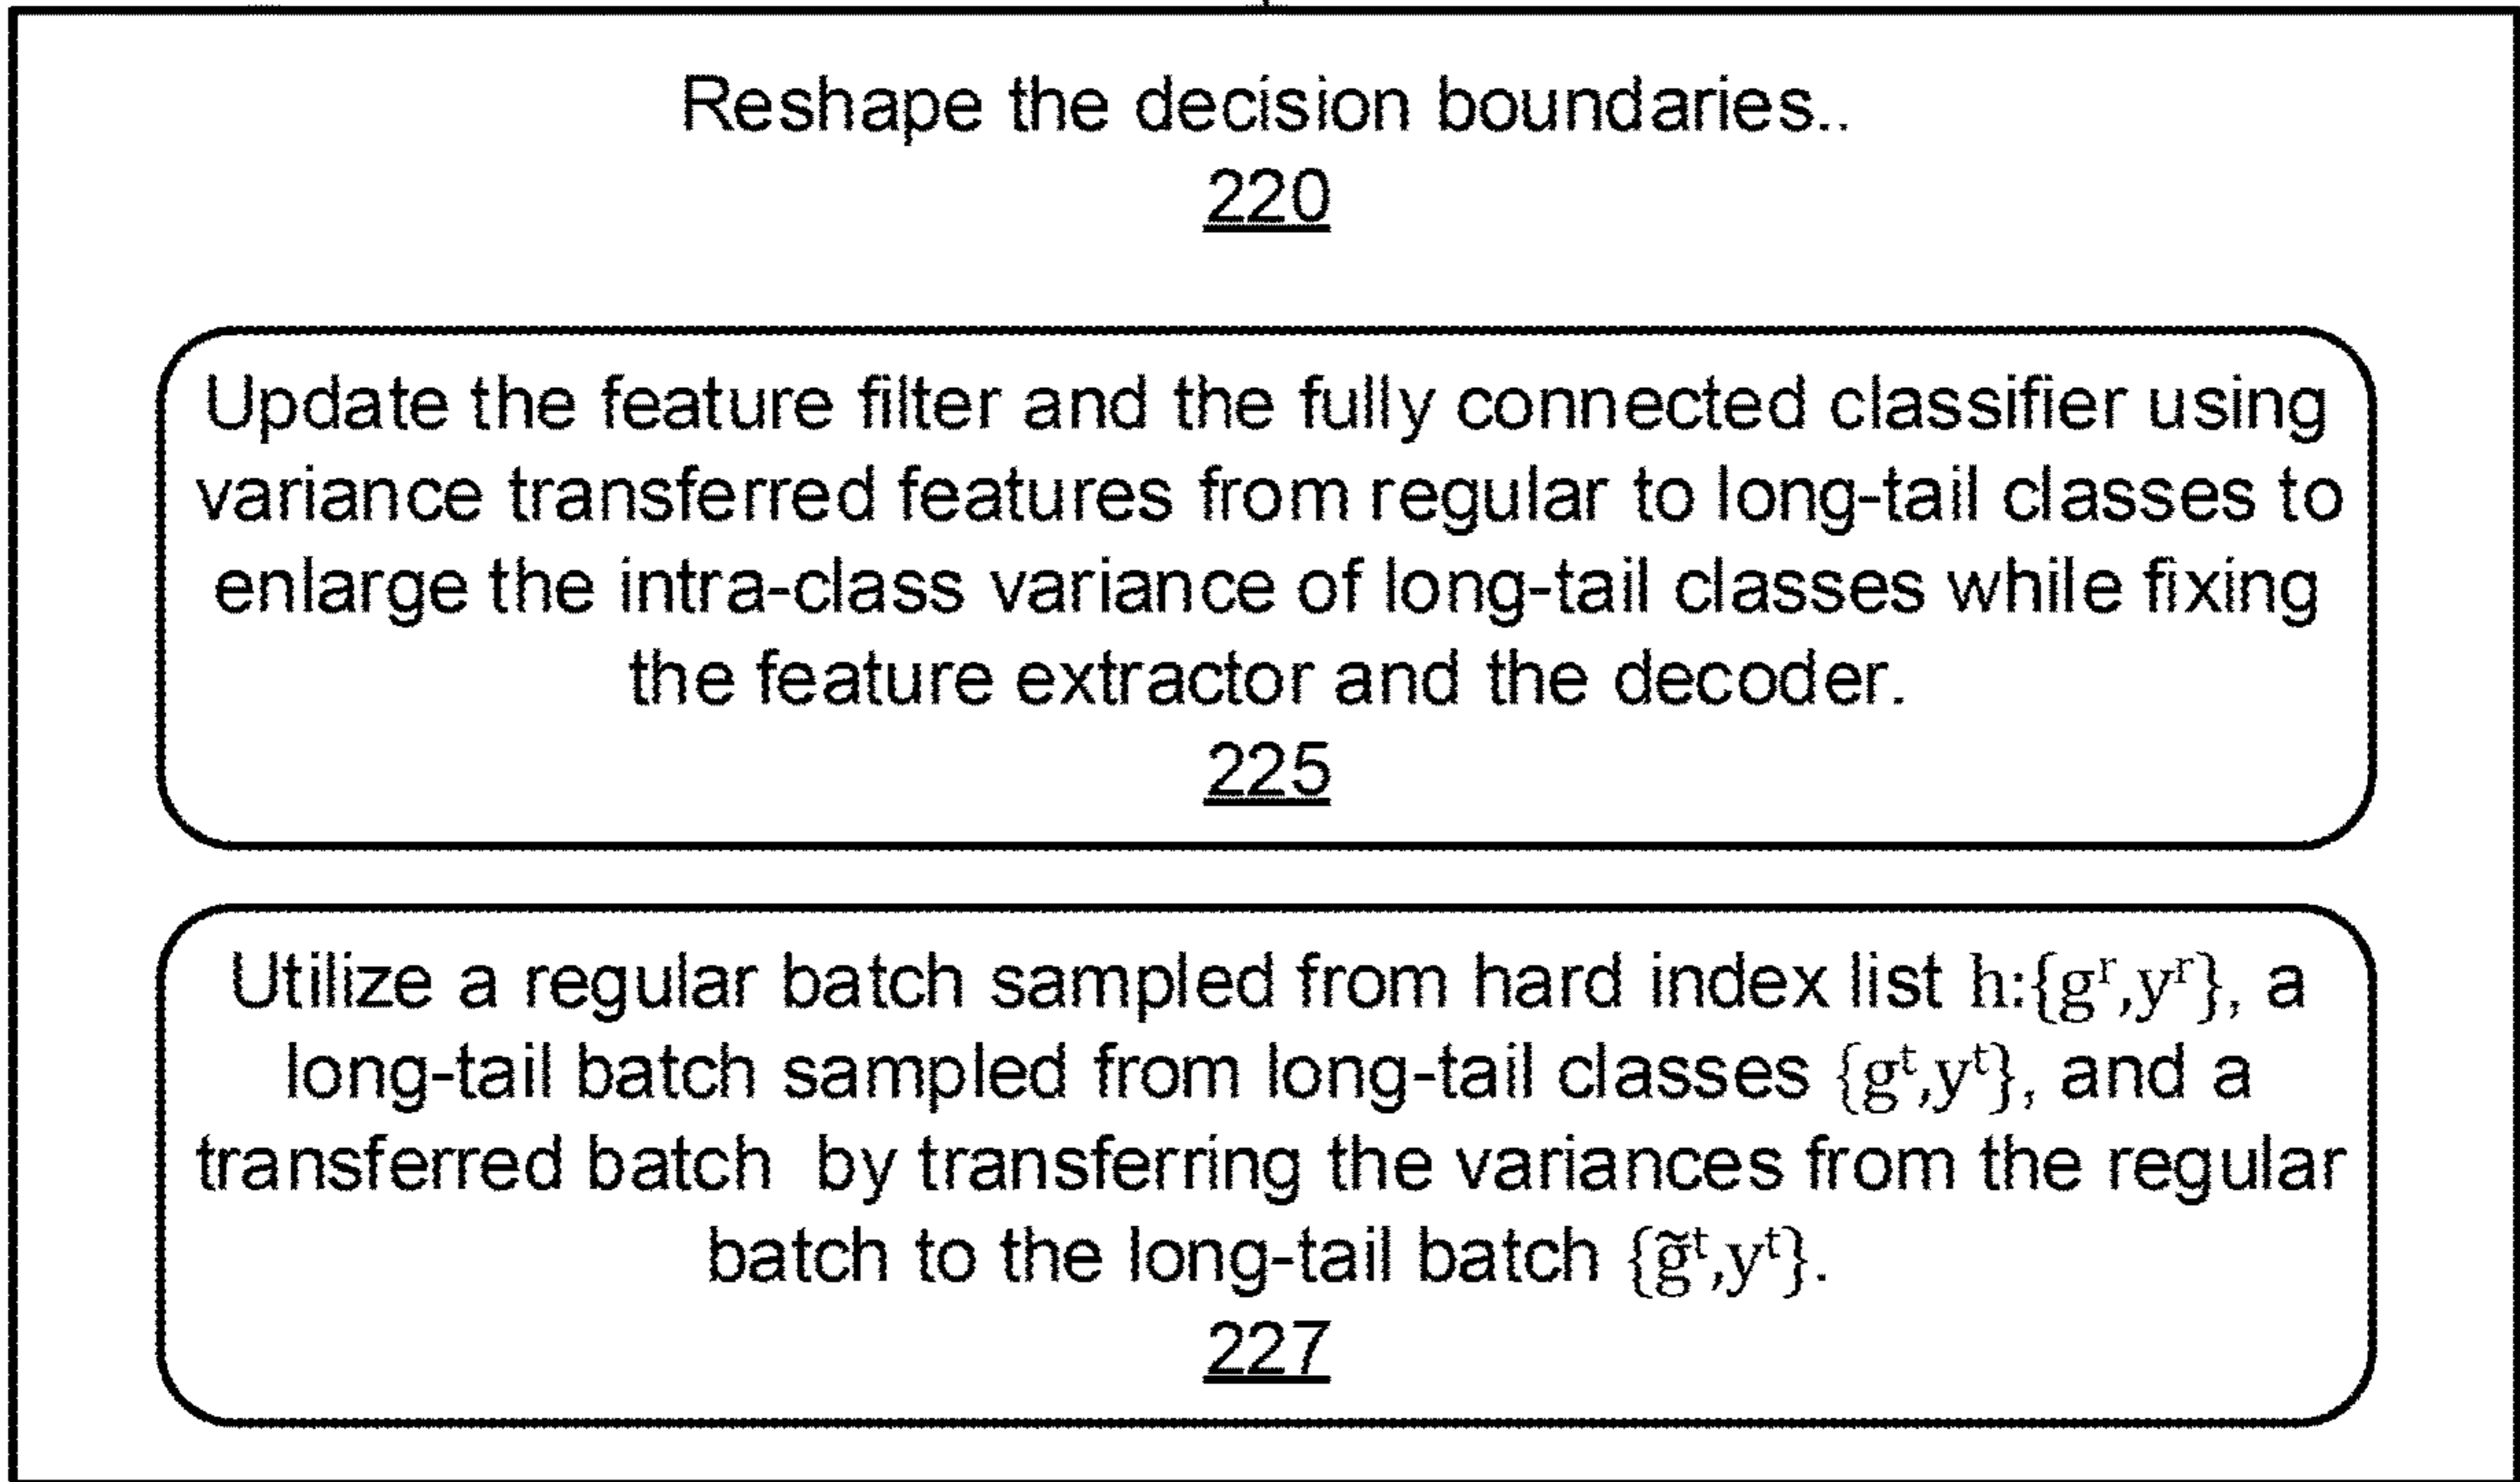 Reshape the decision boundaries..
220
Update the feature filter and the fully connected classifier using
variance transferred features from regular to long-tail classes to
enlarge the intra-class variance of long-tail classes while fixing
the feature extractor and the decoder.
225
Utilize a regular batch sampled from hard index list h:{gʳ,yʳ}, a
long-tail batch sampled from long-tail classes {gᵗ,yᵗ}, and a
transferred batch by transferring the variances from the regular
batch to the long-tail batch {g̃ᵗ,yᵗ}.
227